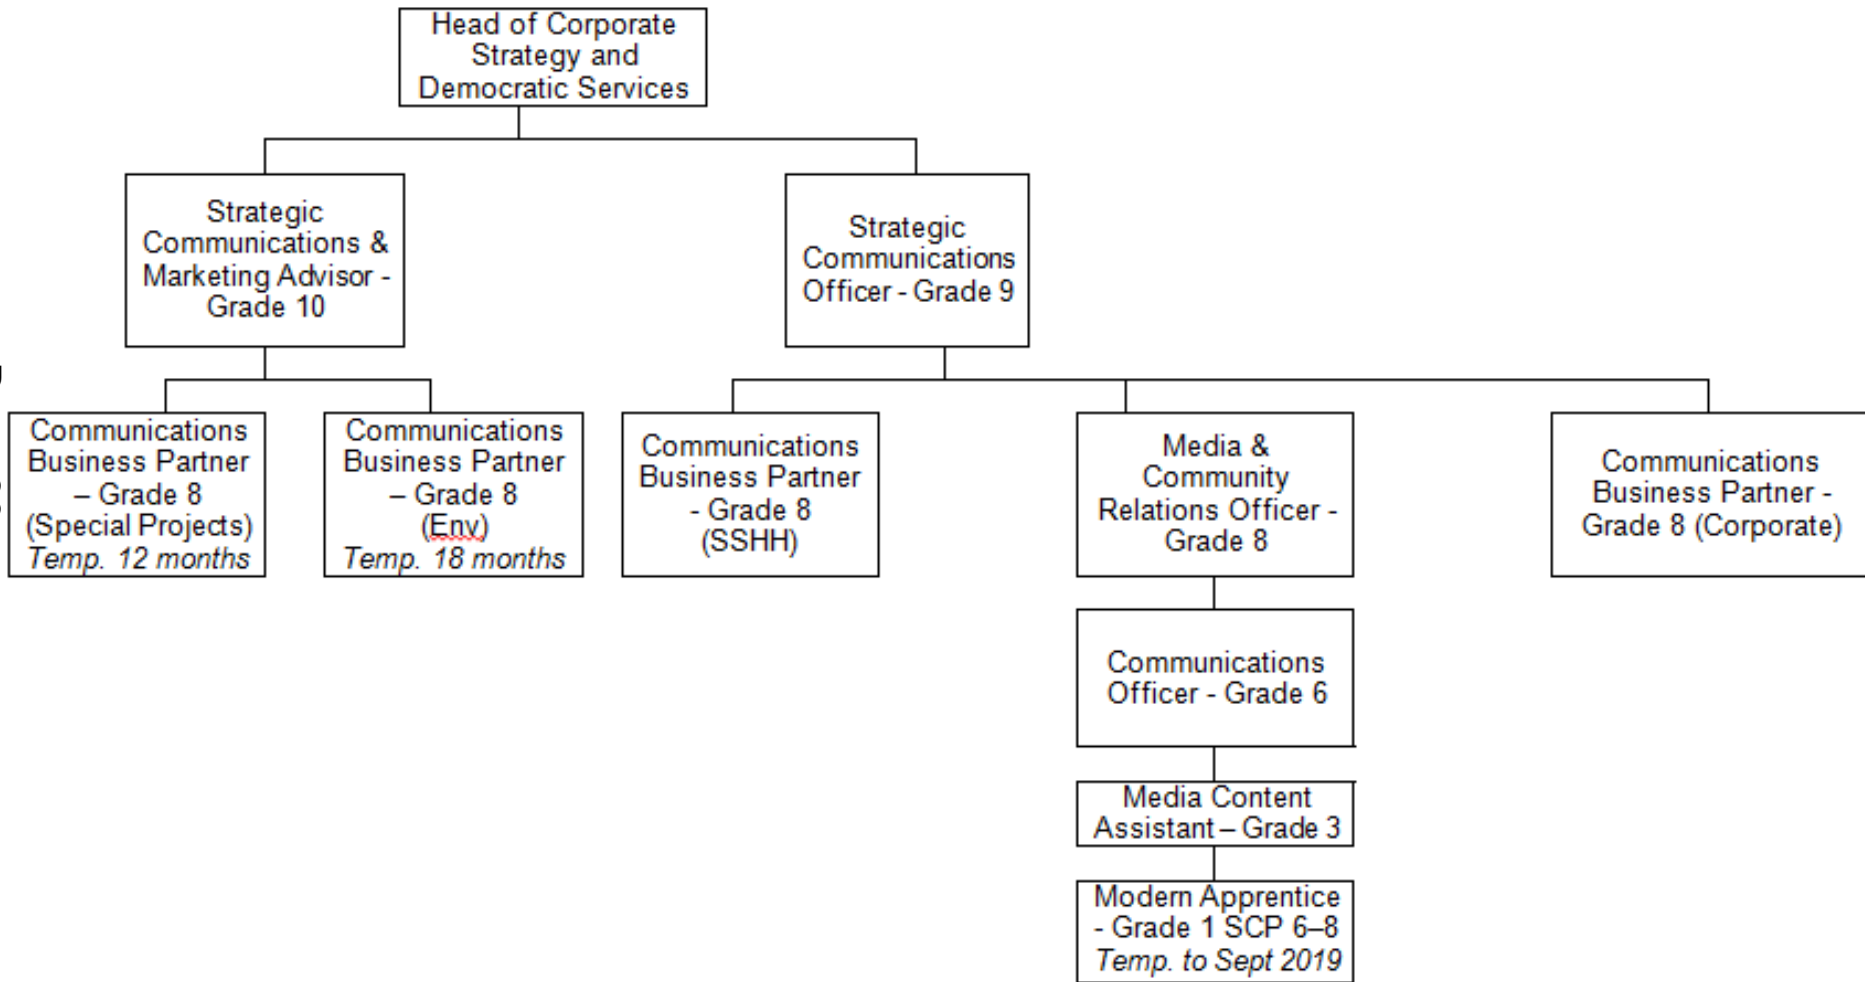 Head of Corporate
Strategy and
Democratic Services
Strategic
Communications &
Marketing Advisor -
Grade 10
Strategic
Communications
Officer - Grade 9
Communications
Business Partner
– Grade 8
(Special Projects)
Temp. 12 months
Communications
Business Partner
– Grade 8
(Env)
Temp. 18 months
Communications
Business Partner
- Grade 8
(SSHH)
Media &
Community
Relations Officer -
Grade 8
Communications
Business Partner -
Grade 8 (Corporate)
Communications
Officer - Grade 6
Media Content
Assistant – Grade 3
Modern Apprentice
- Grade 1 SCP 6–8
Temp. to Sept 2019